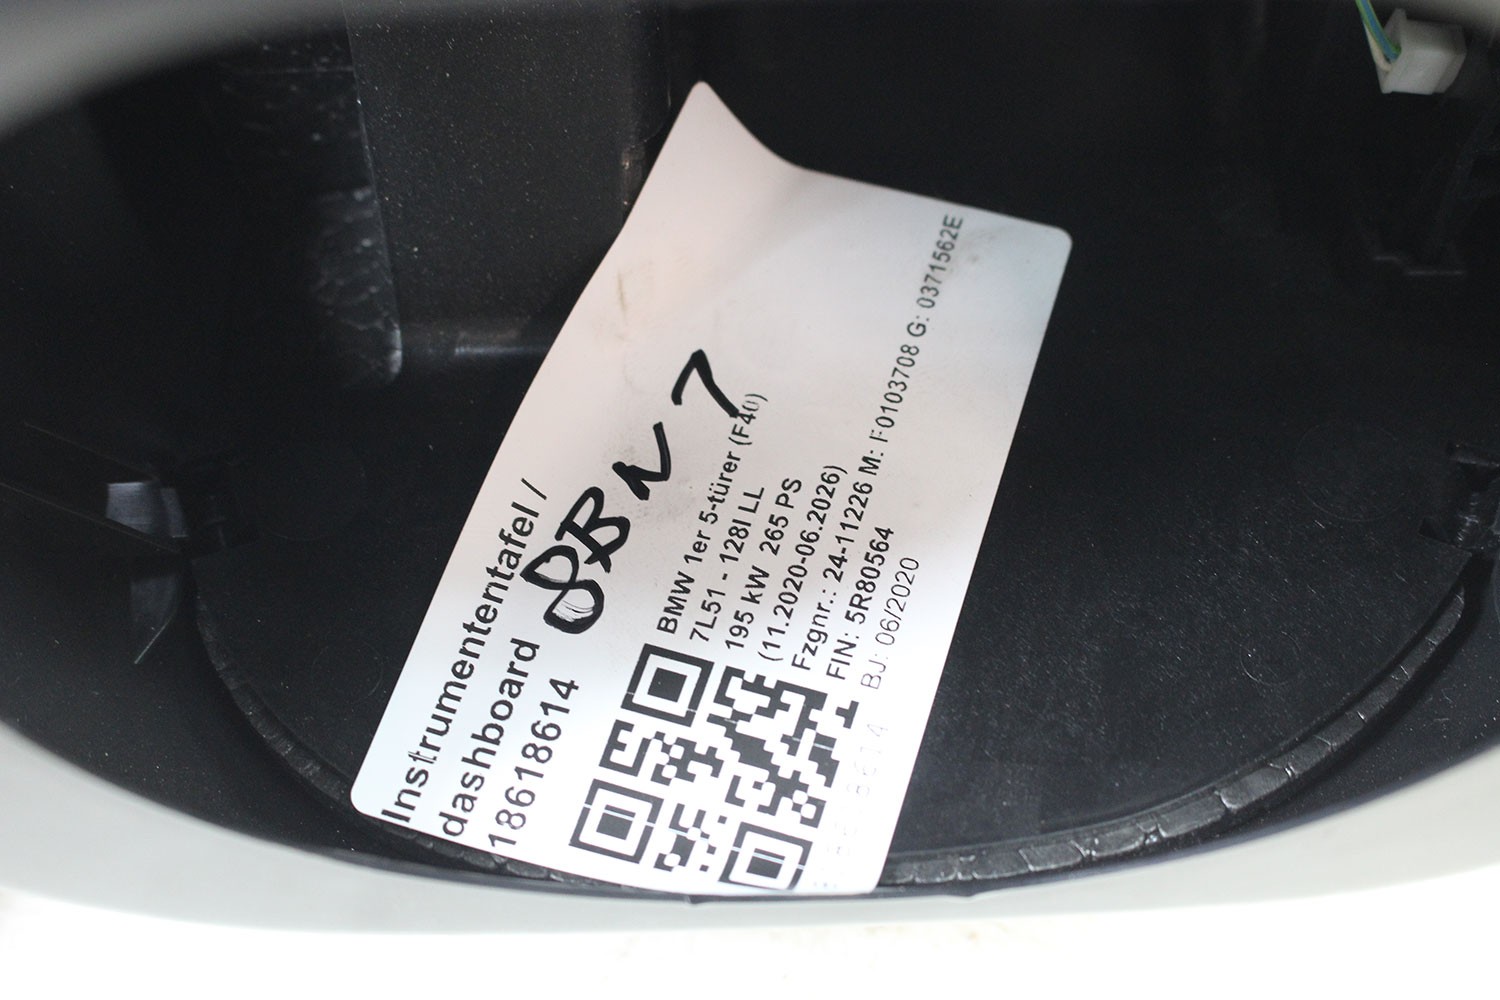 Instrumententafel /
dashboard
18618614
8BN7
BMW 1er 5-türer (F40)
7L51 - 128I LL
195 kW 265 PS
(11.2020-06.2026)
Fzgnr.: 24-11226 M: F0103708 G: 0371562E
FIN: 5R80564
BJ: 06/2020